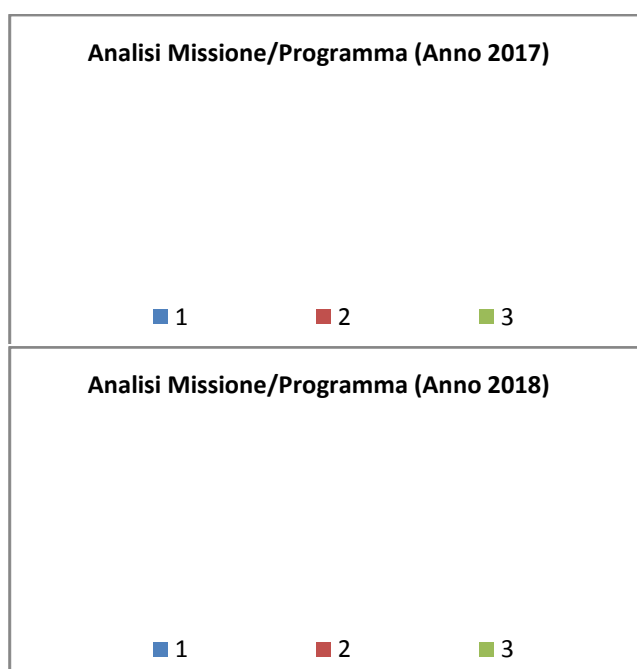 Analisi Missione/Programma (Anno 2017)
1 2 3
Analisi Missione/Programma (Anno 2018)
1 2 3